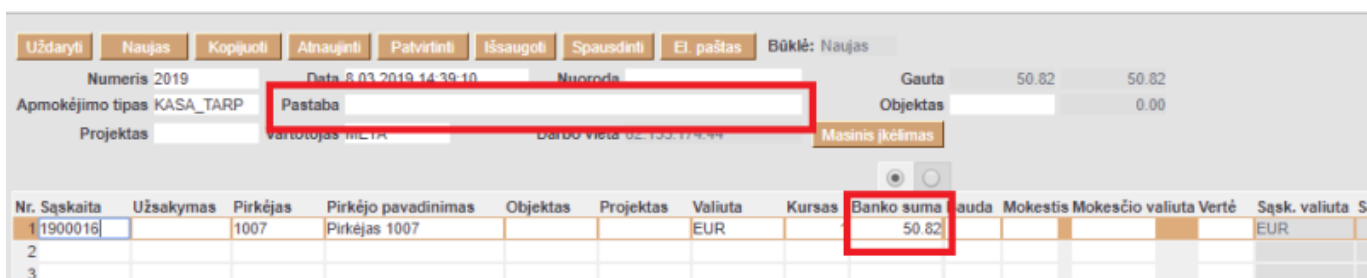 Uždaryti Naujas Kopijuoti Atnaujinti Patvirtinti Išsaugoti Spausdinti El. paštas Būklė: Naujas
Numeris 2019 Data 8.03.2019 14:39:10 Nuoroda Gauta 50.82 50.82
Apmokėjimo tipas KASA_TARP Pastaba Objektas 0.00
Projektas Vartotojas META Darbo vieta Masinis įkėlimas
Nr. Sąskaita Užsakymas Pirkėjas Pirkėjo pavadinimas Objektas Projektas Valiuta Kursas Banko suma Bauda Mokestis Mokesčio valiuta Vertė Sąsk. valiuta S
1 1900016 1007 Pirkėjas 1007 EUR 1 50.82 EUR
2
3